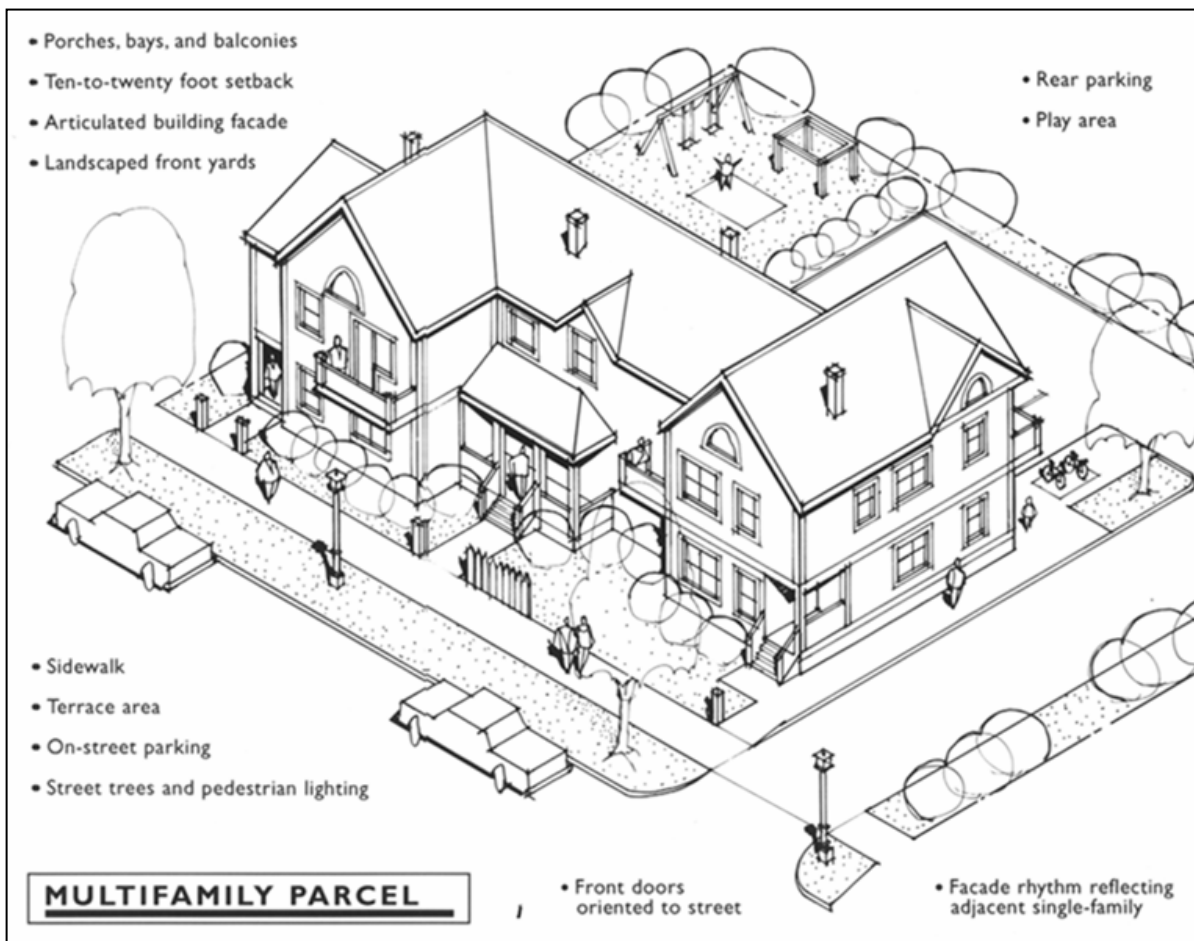 • Porches, bays, and balconies
• Ten-to-twenty foot setback
• Articulated building facade
• Landscaped front yards
• Rear parking
• Play area
• Sidewalk
• Terrace area
• On-street parking
• Street trees and pedestrian lighting
MULTIFAMILY PARCEL
• Front doors
oriented to street
• Facade rhythm reflecting
adjacent single-family